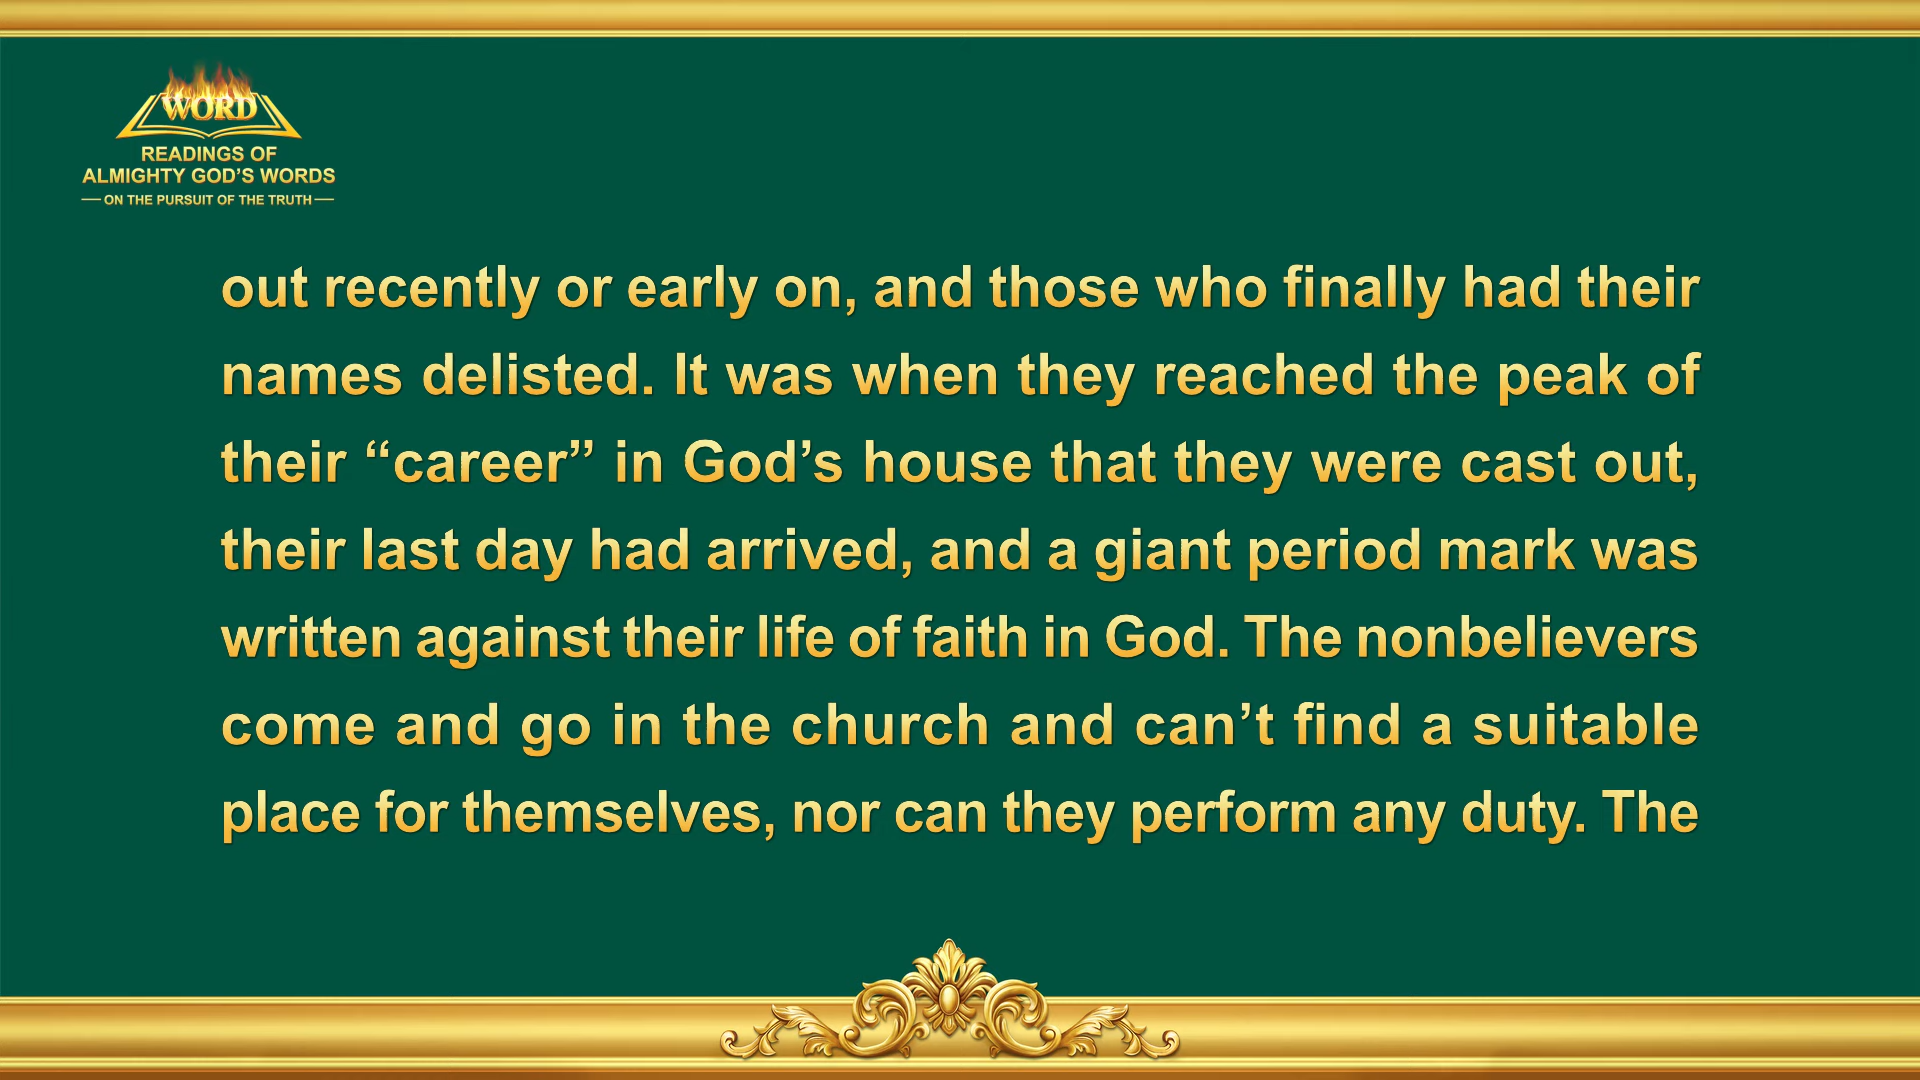 WORD
READINGS OF
ALMIGHTY GOD’S WORDS
— ON THE PURSUIT OF THE TRUTH —
out recently or early on, and those who finally had their
names delisted. It was when they reached the peak of
their “career” in God’s house that they were cast out,
their last day had arrived, and a giant period mark was
written against their life of faith in God. The nonbelievers
come and go in the church and can’t find a suitable
place for themselves, nor can they perform any duty. The